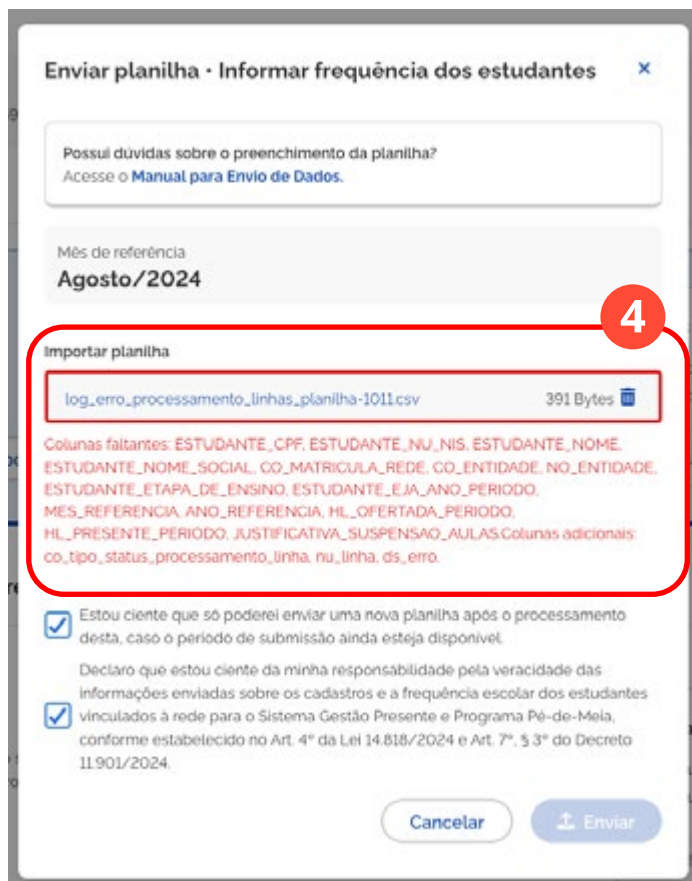 Enviar planilha • Informar frequência dos estudantes ×
Possui dúvidas sobre o preenchimento da planilha?
Acesse o Manual para Envio de Dados.
Mês de referência
Agosto/2024
4
Importar planilha
log_erro_processamento_linhas_planilha-1011.csv 391 Bytes
Colunas faltantes: ESTUDANTE_CPF, ESTUDANTE_NU_NIS, ESTUDANTE_NOME,
ESTUDANTE_NOME_SOCIAL, CO_MATRICULA_REDE, CO_ENTIDADE, NO_ENTIDADE,
ESTUDANTE_ETAPA_DE_ENSINO, ESTUDANTE_EJA_ANO_PERIODO,
MES_REFERENCIA, ANO_REFERENCIA, HL_OFERTADA_PERIODO,
HL_PRESENTE_PERIODO, JUSTIFICATIVA_SUSPENSAO_AULAS.Colunas adicionais:
co_tipo_status_processamento_linha, nu_linha, ds_erro.
Estou ciente que só poderei enviar uma nova planilha após o processamento
desta, caso o período de submissão ainda esteja disponível.
Declaro que estou ciente da minha responsabilidade pela veracidade das
informações enviadas sobre os cadastros e a frequência escolar dos estudantes
vinculados à rede para o Sistema Gestão Presente e Programa Pé-de-Meia,
conforme estabelecido no Art. 4º da Lei 14.818/2024 e Art. 7º, § 3º do Decreto
11.901/2024.
Cancelar Enviar